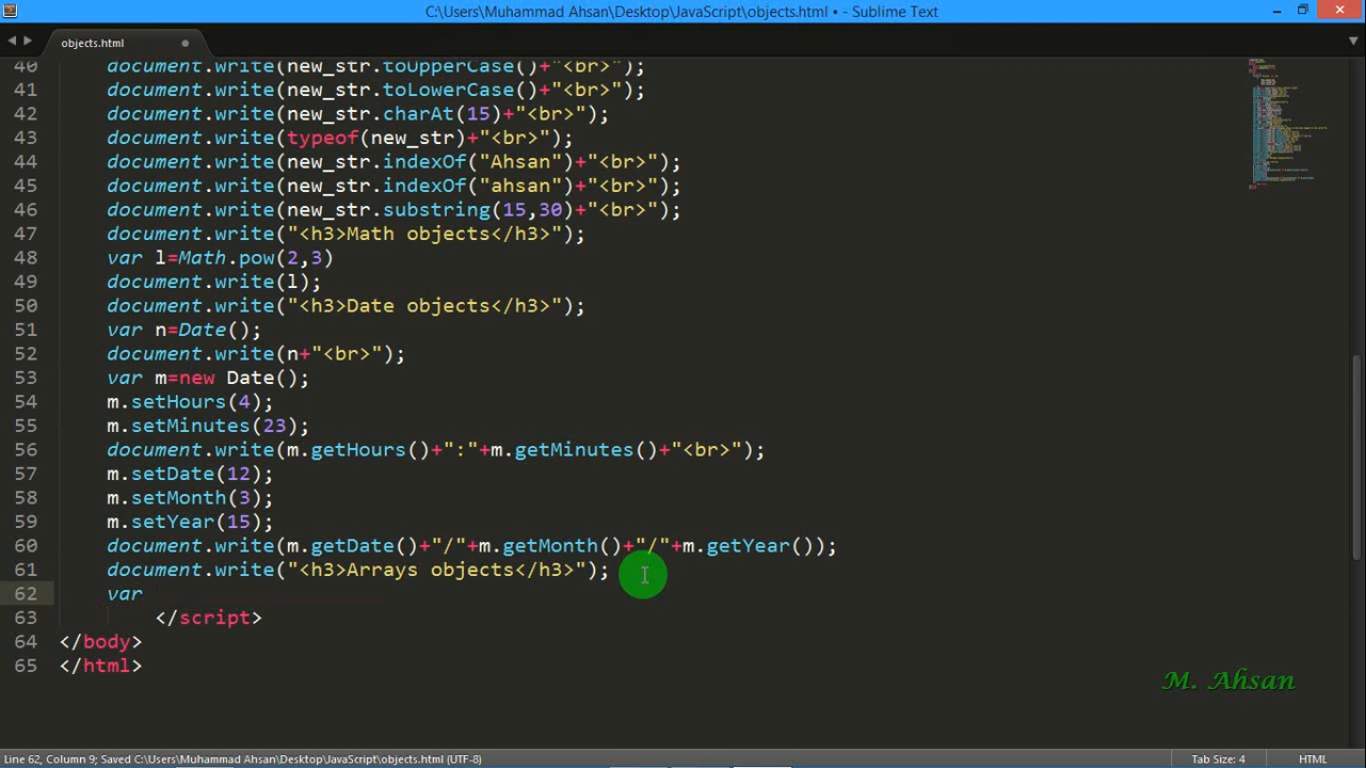 C:\Users\Muhammad Ahsan\Desktop\JavaScript\objects.html • - Sublime Text
objects.html
40 document.write(new_str.toUpperCase()+"<br>");
41 document.write(new_str.toLowerCase()+"<br>");
42 document.write(new_str.charAt(15)+"<br>");
43 document.write(typeof(new_str)+"<br>");
44 document.write(new_str.indexOf("Ahsan")+"<br>");
45 document.write(new_str.indexOf("ahsan")+"<br>");
46 document.write(new_str.substring(15,30)+"<br>");
47 document.write("<h3>Math objects</h3>");
48 var l=Math.pow(2,3)
49 document.write(l);
50 document.write("<h3>Date objects</h3>");
51 var n=Date();
52 document.write(n+"<br>");
53 var m=new Date();
54 m.setHours(4);
55 m.setMinutes(23);
56 document.write(m.getHours()+":"+m.getMinutes()+"<br>");
57 m.setDate(12);
58 m.setMonth(3);
59 m.setYear(15);
60 document.write(m.getDate()+"/"+m.getMonth()+"/"+m.getYear());
61 document.write("<h3>Arrays objects</h3>");
62 var
63 </script>
64 </body>
65 </html>
M. Ahsan
Line 62, Column 9; Saved C:\Users\Muhammad Ahsan\Desktop\JavaScript\objects.html (UTF-8) Tab Size: 4 HTML